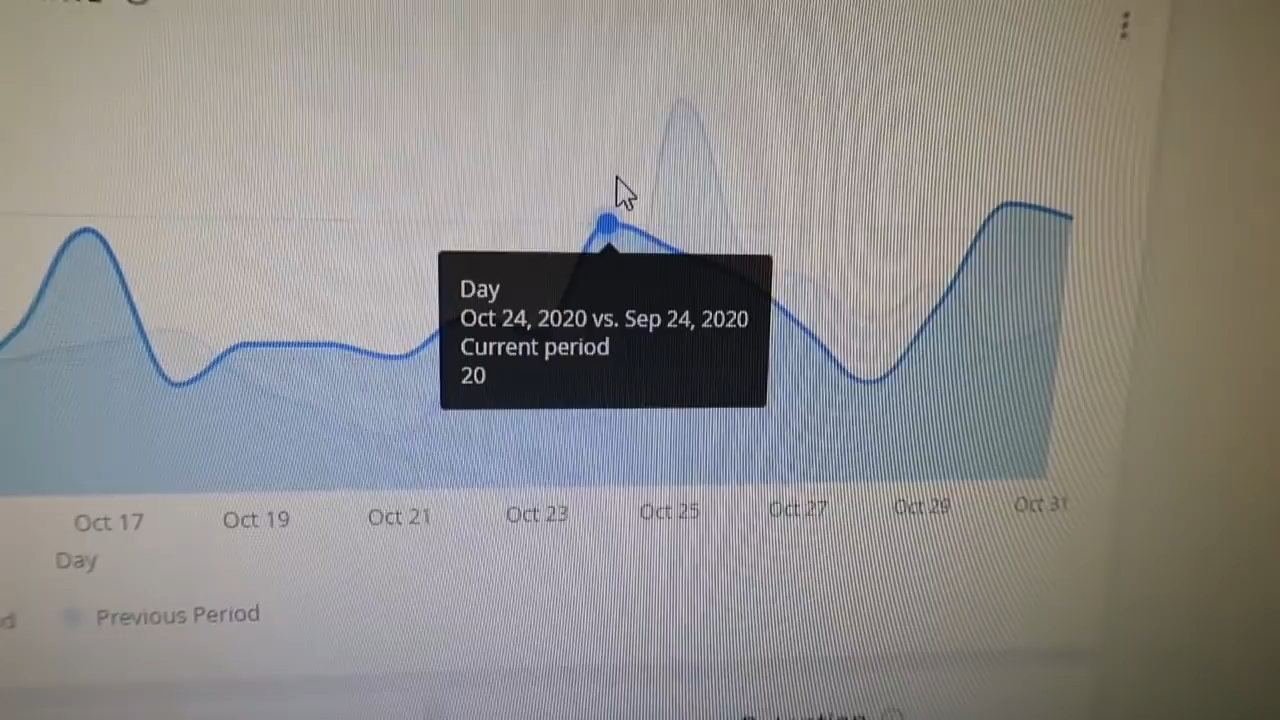 Day
Oct 24, 2020 vs. Sep 24, 2020
Current period
20
Oct 17 Oct 19 Oct 21 Oct 23 Oct 25 Oct 27 Oct 29 Oct 31
Day
Previous Period